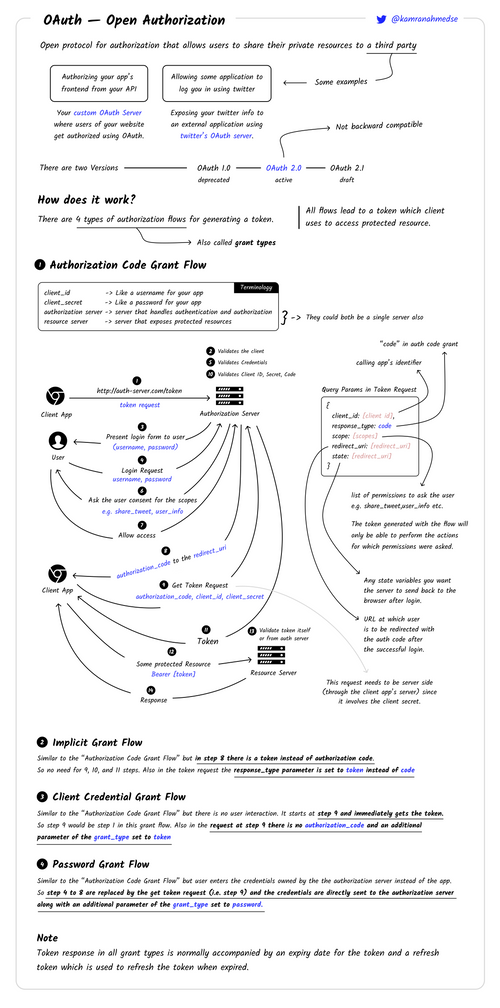 OAuth — Open Authorization
@kamranahmedse
Open protocol for authorization that allows users to share their private resources to a third party
Authorizing your app's
frontend from your API
Allowing some application to
log you in using twitter
Some examples
Your custom OAuth Server
where users of your website
get authorized using OAuth.
Exposing your twitter info to
an external application using
twitter's OAuth server.
Not backward compatible
There are two Versions
OAuth 1.0
deprecated
OAuth 2.0
active
OAuth 2.1
draft
How does it work?
There are 4 types of authorization flows for generating a token.
All flows lead to a token which client
uses to access protected resource.
Also called grant types
1 Authorization Code Grant Flow
Terminology
client_id -> Like a username for your app
client_secret -> Like a password for your app
authorization server -> server that handles authentication and authorization
resource server -> server that exposes protected resources
} -> They could both be a single server also
2 Validates the client
5 Validates Credentials
10 Validates Client ID, Secret, Code
"code" in auth code grant
calling app's identifier
1
http://auth-server.com/token
token request
Client App
Authorization Server
Query Params in Token Request
{
client_id: [client id],
response_type: code
scope: [scopes]
redirect_uri: [redirect_uri]
state: [redirect_uri]
}
3
Present login form to user
(username, password)
User
4
Login Request
username, password
6
Ask the user consent for the scopes
e.g. share_tweet, user_info
7
Allow access
list of permissions to ask the user
e.g. share_tweet,user_info etc.
The token generated with the flow will
only be able to perform the actions
for which permissions were asked.
8
authorization_code to the redirect_uri
Client App
9 Get Token Request
authorization_code, client_id, client_secret
Any state variables you want
the server to send back to the
browser after login.
URL at which user
is to be redirected with
the auth code after
the successful login.
11
Token
13 Validate token itself
or from auth server
12
Some protected Resource
Bearer [token]
Resource Server
14
Response
This request needs to be server side
(through the client app's server) since
it involves the client secret.
2 Implicit Grant Flow
Similar to the "Authorization Code Grant Flow" but in step 8 there is a token instead of authorization code.
So no need for 9, 10, and 11 steps. Also in the token request the response_type parameter is set to token instead of code
3 Client Credential Grant Flow
Similar to the "Authorization Code Grant Flow" but there is no user interaction. It starts at step 9 and immediately gets the token.
So step 9 would be step 1 in this grant flow. Also in the request at step 9 there is no authorization_code and an additional
parameter of the grant_type set to token
4 Password Grant Flow
Similar to the "Authorization Code Grant Flow" but user enters the credentials owned by the the authorization server instead of the app.
So step 4 to 8 are replaced by the get token request (i.e. step 9) and the credentials are directly sent to the authorization server
along with an additional parameter of the grant_type set to password.
Note
Token response in all grant types is normally accompanied by an expiry date for the token and a refresh
token which is used to refresh the token when expired.